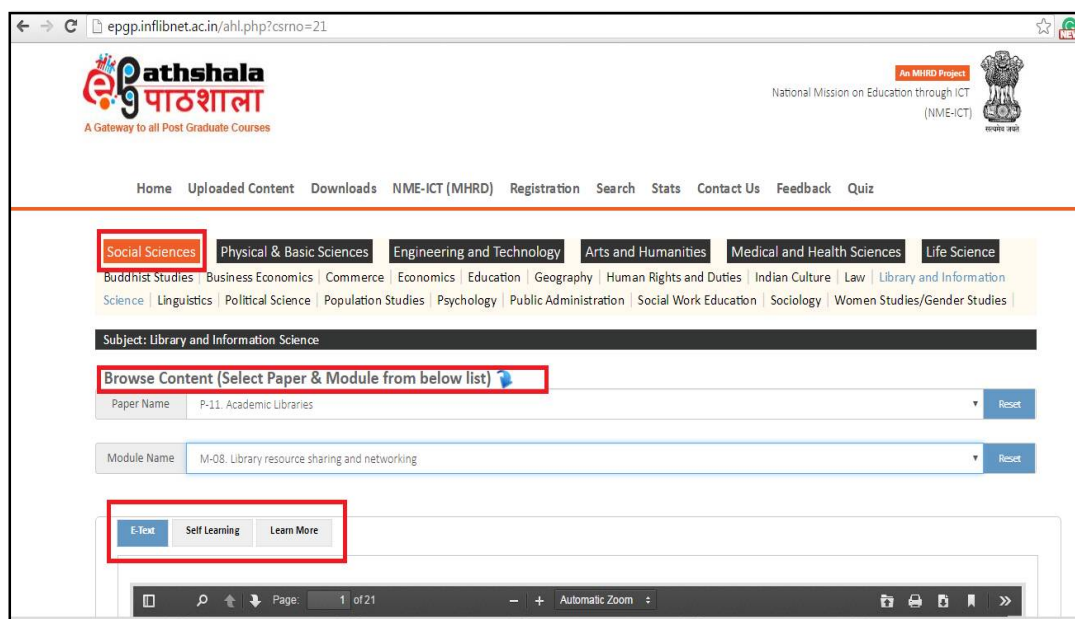 epgp.inflibnet.ac.in/ahl.php?csrno=21
NEW
ePathshala
पाठशाला
A Gateway to all Post Graduate Courses
An MHRD Project
National Mission on Education through ICT
(NME-ICT)
सत्यमेव जयते
Home Uploaded Content Downloads NME-ICT (MHRD) Registration Search Stats Contact Us Feedback Quiz
Social Sciences Physical & Basic Sciences Engineering and Technology Arts and Humanities Medical and Health Sciences Life Science
Buddhist Studies | Business Economics | Commerce | Economics | Education | Geography | Human Rights and Duties | Indian Culture | Law | Library and Information
Science | Linguistics | Political Science | Population Studies | Psychology | Public Administration | Social Work Education | Sociology | Women Studies/Gender Studies |
Subject: Library and Information Science
Browse Content (Select Paper & Module from below list)
Paper Name P-11. Academic Libraries Reset
Module Name M-08. Library resource sharing and networking Reset
E-Text Self Learning Learn More
Page: 1 of 21 Automatic Zoom